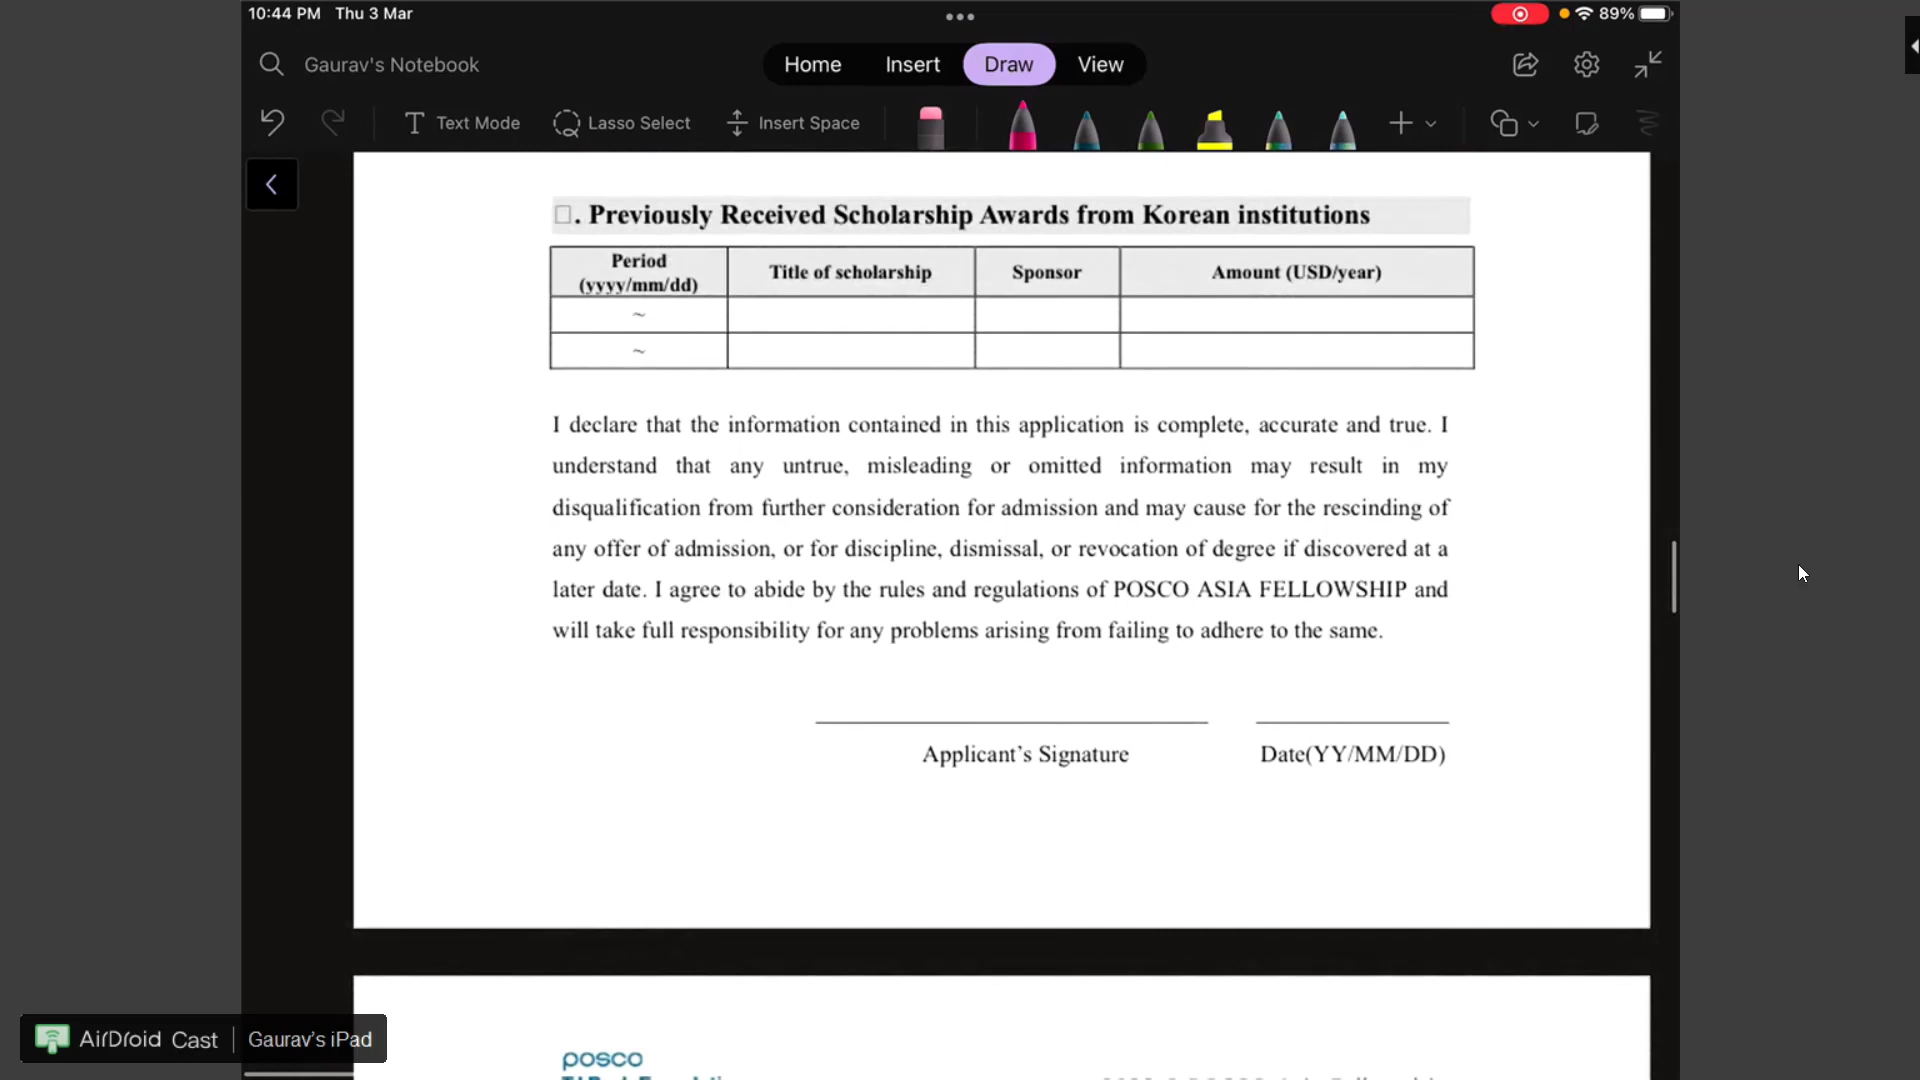 10:44 PM Thu 3 Mar
89%
Gaurav's Notebook
Home Insert Draw View
Text Mode Lasso Select Insert Space
□. Previously Received Scholarship Awards from Korean institutions
Period
(yyyy/mm/dd)
Title of scholarship
Sponsor
Amount (USD/year)
~
~
I declare that the information contained in this application is complete, accurate and true. I
understand that any untrue, misleading or omitted information may result in my
disqualification from further consideration for admission and may cause for the rescinding of
any offer of admission, or for discipline, dismissal, or revocation of degree if discovered at a
later date. I agree to abide by the rules and regulations of POSCO ASIA FELLOWSHIP and
will take full responsibility for any problems arising from failing to adhere to the same.
Applicant's Signature Date(YY/MM/DD)
posco
AirDroid Cast | Gaurav's iPad